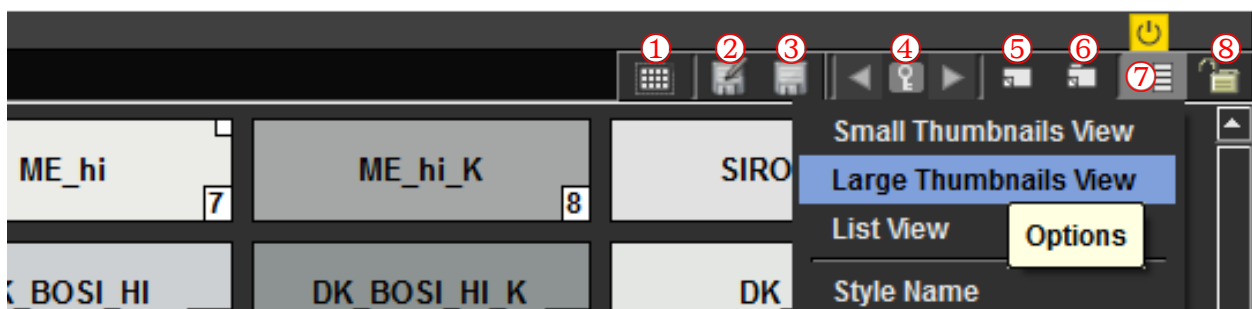 ① ② ③ ④ ⑤ ⑥ ⑦ ⑧
Small Thumbnails View
ME_hi
7
ME_hi_K
8
SIRO
Large Thumbnails View
List View
Options
BOSI_HI
DK_BOSI_HI_K
DK
Style Name